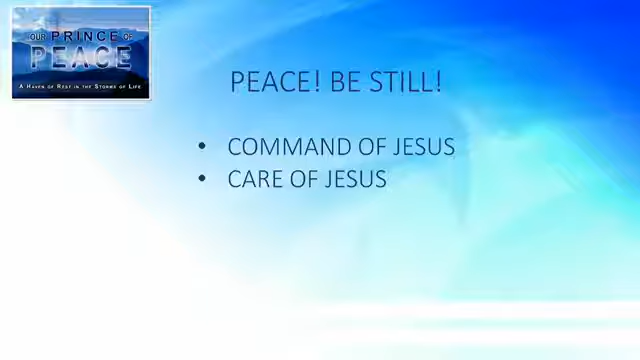 OUR PRINCE OF
PEACE
A HAVEN OF REST IN THE STORMS OF LIFE
PEACE! BE STILL!
• COMMAND OF JESUS
• CARE OF JESUS